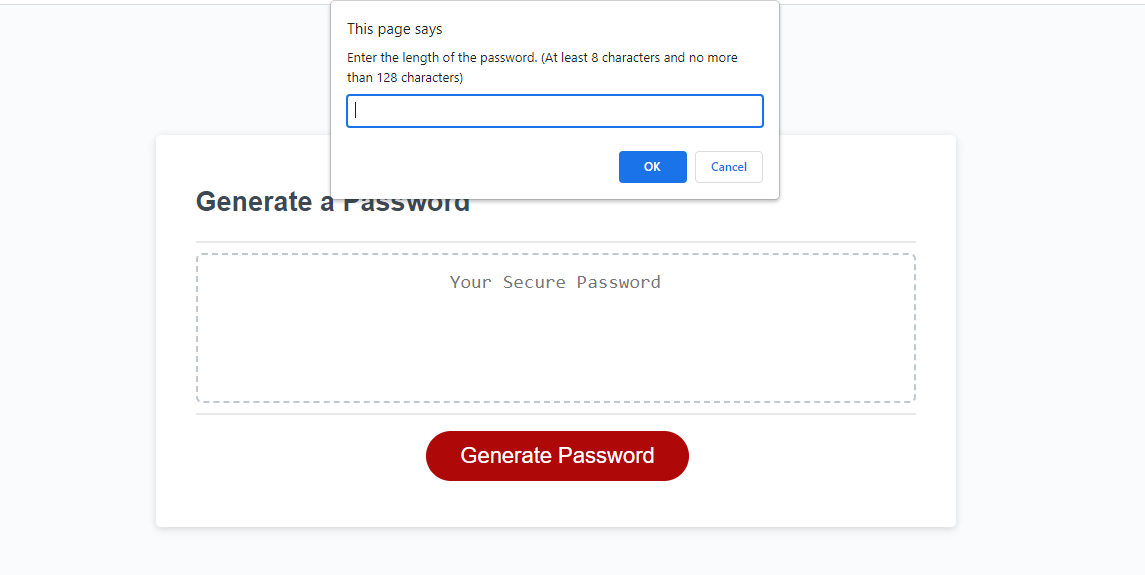 This page says
Enter the length of the password. (At least 8 characters and no more
than 128 characters)
OK
Cancel
Generate a Password
Your Secure Password
Generate Password